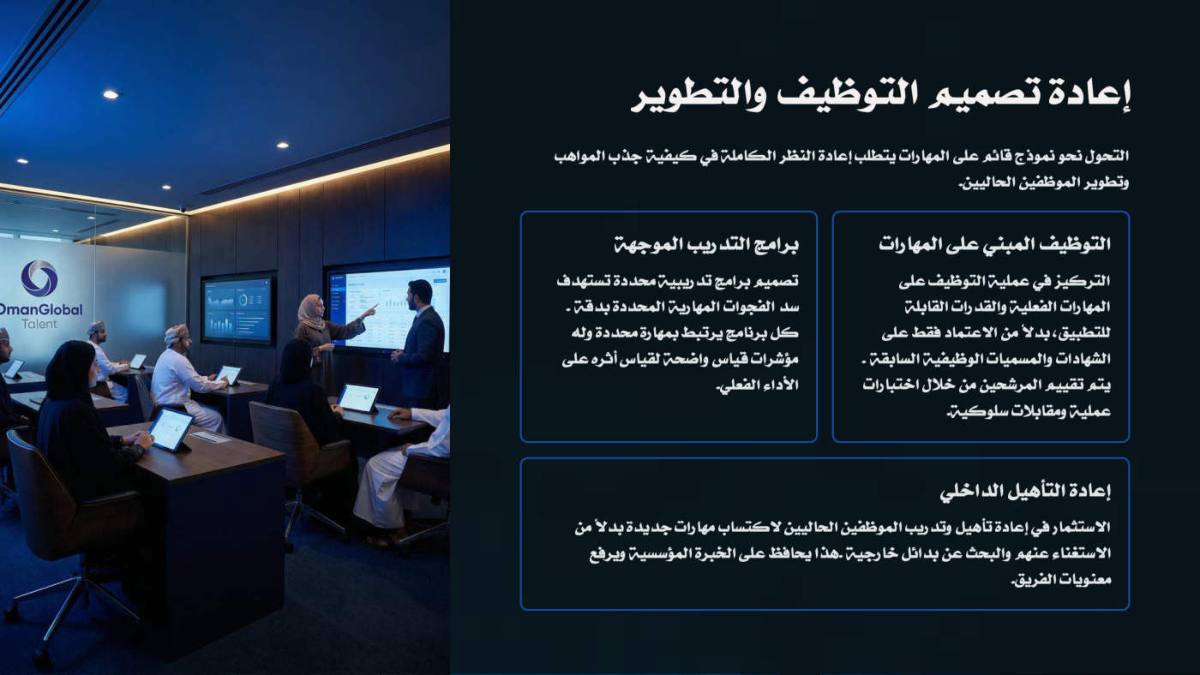 إعادة تصميم التوظيف والتطوير
التحول نحو نموذج قائم على المهارات يتطلب إعادة النظر الكاملة في كيفية جذب المواهب
وتطوير الموظفين الحاليين.
التوظيف المبني على المهارات
التركيز في عملية التوظيف على
المهارات الفعلية والقدرات القابلة
للتطبيق، بدلاً من الاعتماد فقط على
الشهادات والمسميات الوظيفية السابقة .
يتم تقييم المرشحين من خلال اختبارات
عملية ومقابلات سلوكية.
برامج التدريب الموجهة
تصميم برامج تدريبية محددة تستهدف
سد الفجوات المهارية المحددة بدقة .
كل برنامج يرتبط بمهارة محددة وله
مؤشرات قياس واضحة لقياس أثره على
الأداء الفعلي.
إعادة التأهيل الداخلي
الاستثمار في إعادة تأهيل وتدريب الموظفين الحاليين لاكتساب مهارات جديدة بدلاً من
الاستغناء عنهم والبحث عن بدائل خارجية .هذا يحافظ على الخبرة المؤسسية ويرفع
معنويات الفريق.
OmanGlobal
Talent